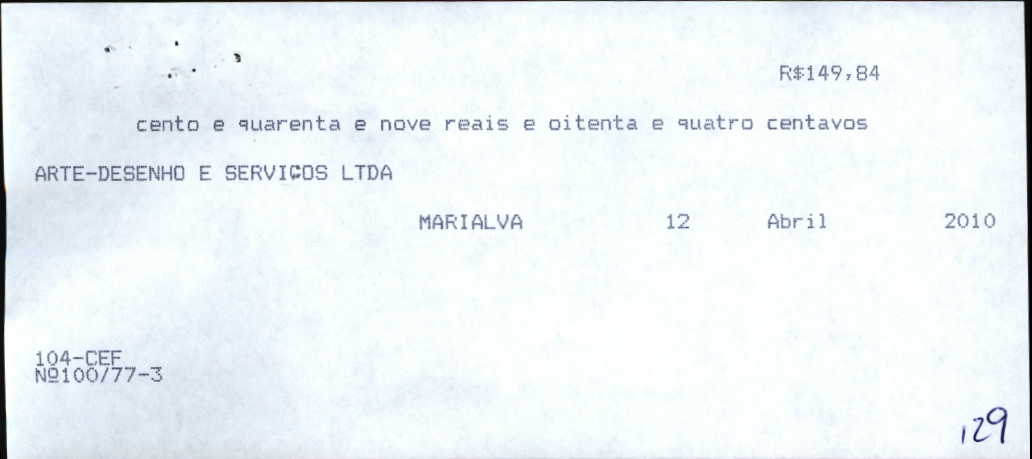 R$149,84
cento e quarenta e nove reais e oitenta e quatro centavos
ARTE-DESENHO E SERVIÇOS LTDA
MARIALVA 12 Abril 2010
104-CEF
Nº100/77-3
129